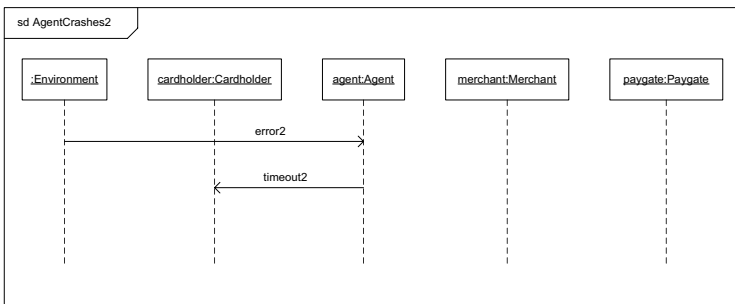 sd AgentCrashes2
:Environment
cardholder:Cardholder
agent:Agent
merchant:Merchant
paygate:Paygate
error2
timeout2